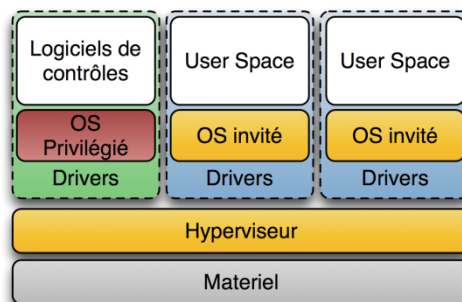 Logiciels de
contrôles
User Space
User Space
OS
Privilégié
OS invité
OS invité
Drivers
Drivers
Drivers
Hyperviseur
Materiel